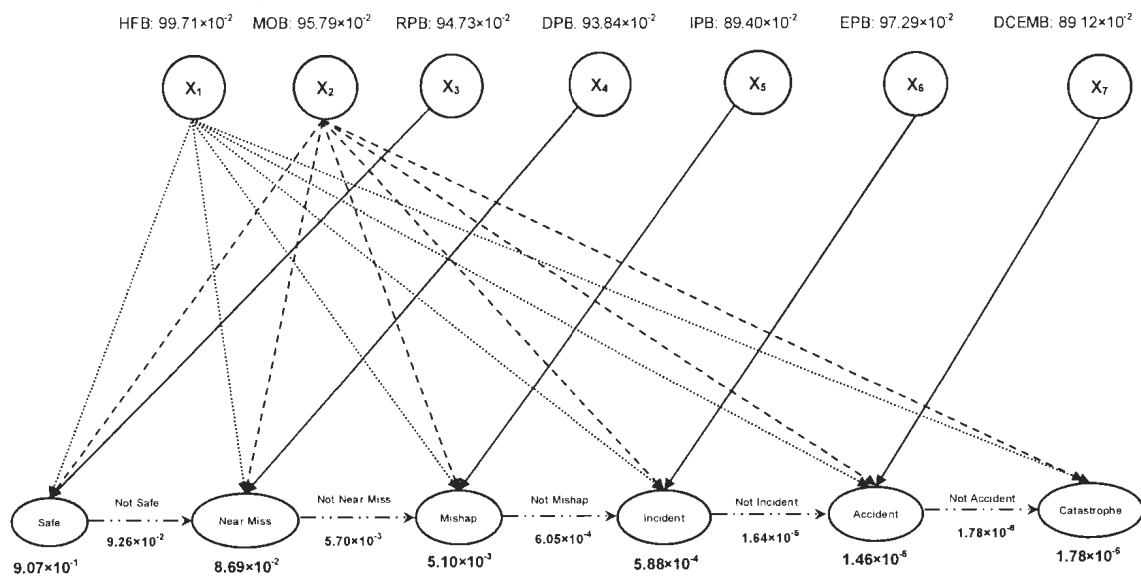 HFB: 99.71×10⁻² MOB: 95.79×10⁻² RPB: 94.73×10⁻² DPB: 93.84×10⁻² IPB: 89.40×10⁻² EPB: 97.29×10⁻² DCEMB: 89 12×10⁻²
X₁ X₂ X₃ X₄ X₅ X₆ X₇
Not Safe Not Near Miss Not Mishap Not Incident Not Accident
Safe Near Miss Mishap Incident Accident Catastrophe
9.26×10⁻² 5.70×10⁻³ 6.05×10⁻⁴ 1.64×10⁻⁵ 1.78×10⁻⁶
9.07×10⁻¹ 8.69×10⁻² 5.10×10⁻³ 5.88×10⁻⁴ 1.46×10⁻⁵ 1.78×10⁻⁶